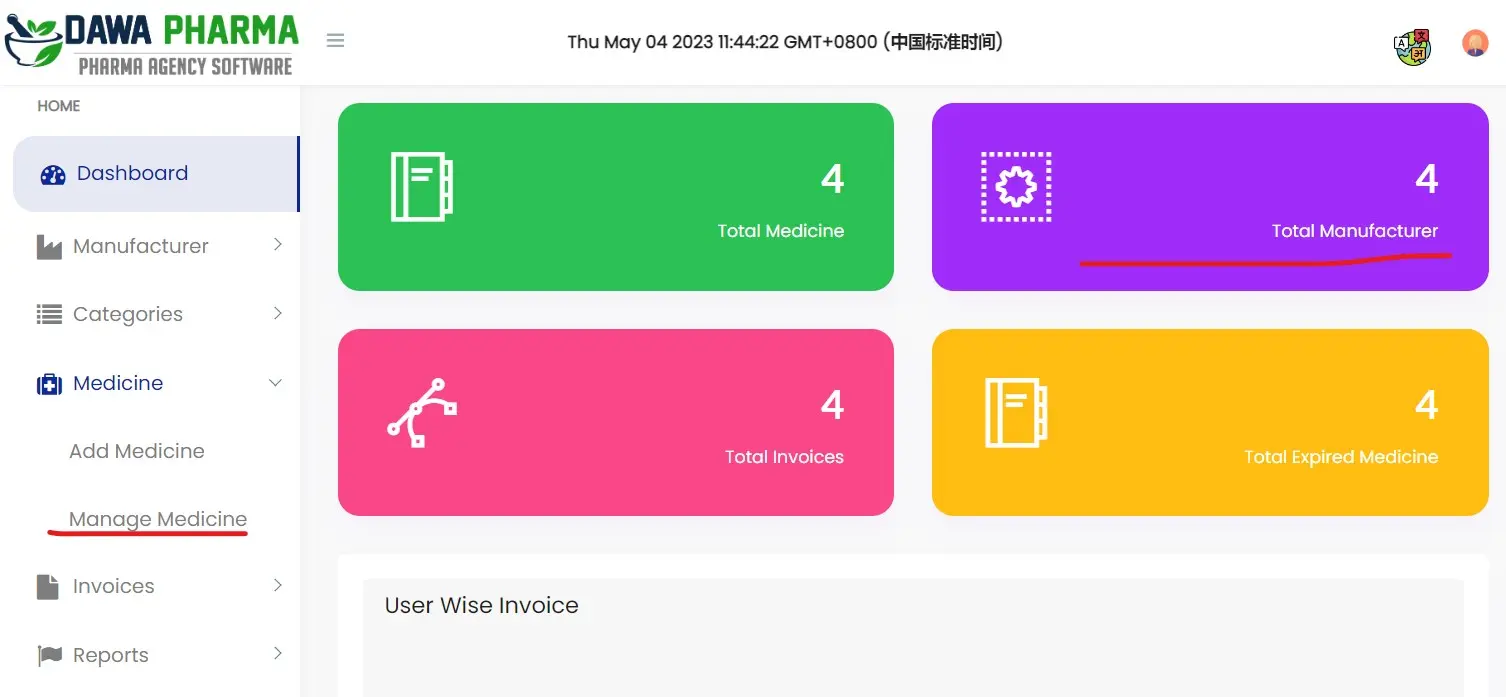 DAWA PHARMA
PHARMA AGENCY SOFTWARE
Thu May 04 2023 11:44:22 GMT+0800 (中国标准时间)
HOME
Dashboard
Manufacturer
Categories
Medicine
Add Medicine
Manage Medicine
Invoices
Reports
4
Total Medicine
4
Total Manufacturer
4
Total Invoices
4
Total Expired Medicine
User Wise Invoice